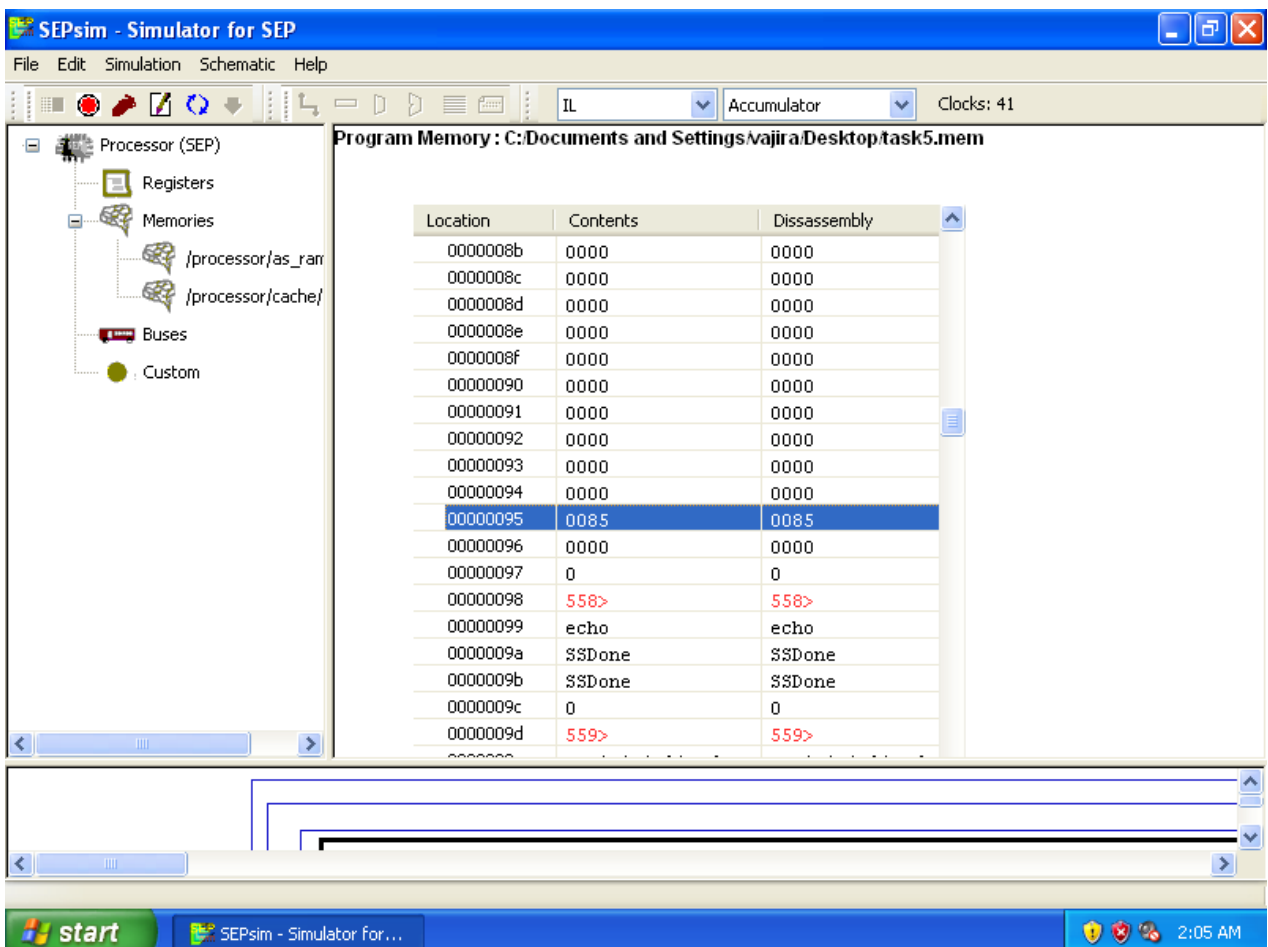 SEPsim - Simulator for SEP
File Edit Simulation Schematic Help
IL Accumulator Clocks: 41
Processor (SEP)
Registers
Memories
/processor/as_ram
/processor/cache/
Buses
Custom
Program Memory : C:/Documents and Settings/vajira/Desktop/task5.mem
Location Contents Dissassembly
0000008b 0000 0000
0000008c 0000 0000
0000008d 0000 0000
0000008e 0000 0000
0000008f 0000 0000
00000090 0000 0000
00000091 0000 0000
00000092 0000 0000
00000093 0000 0000
00000094 0000 0000
00000095 0085 0085
00000096 0000 0000
00000097 0 0
00000098 558> 558>
00000099 echo echo
0000009a SSDone SSDone
0000009b SSDone SSDone
0000009c 0 0
0000009d 559> 559>
start SEPsim - Simulator for... 2:05 AM